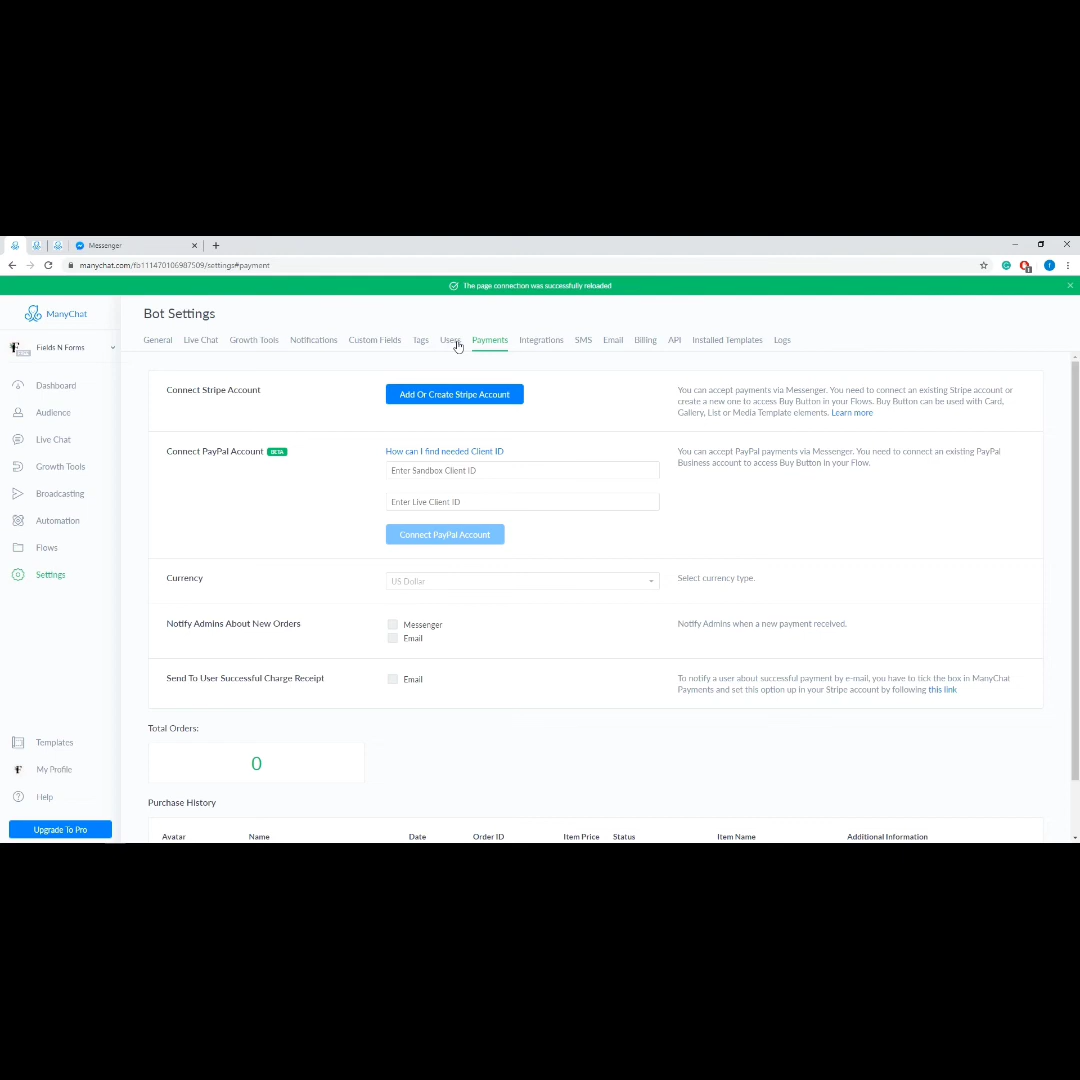 Messenger
manychat.com/fb111470106987509/settings#payment
The page connection was successfully reloaded
ManyChat
Bot Settings
Fields N Forms
General Live Chat Growth Tools Notifications Custom Fields Tags Users Payments Integrations SMS Email Billing API Installed Templates Logs
Dashboard
Audience
Live Chat
Growth Tools
Broadcasting
Automation
Flows
Settings
Templates
My Profile
Help
Upgrade To Pro
Connect Stripe Account
Add Or Create Stripe Account
You can accept payments via Messenger. You need to connect an existing Stripe account or
create a new one to access Buy Button in your Flows. Buy Button can be used with Card,
Gallery, List or Media Template elements. Learn more
Connect PayPal Account BETA
How can I find needed Client ID
Enter Sandbox Client ID
Enter Live Client ID
Connect PayPal Account
You can accept PayPal payments via Messenger. You need to connect an existing PayPal
Business account to access Buy Button in your Flow.
Currency
US Dollar
Select currency type.
Notify Admins About New Orders
Messenger
Email
Notify Admins when a new payment received.
Send To User Successful Charge Receipt
Email
To notify a user about successful payment by e-mail, you have to tick the box in ManyChat
Payments and set this option up in your Stripe account by following this link
Total Orders:
0
Purchase History
Avatar Name Date Order ID Item Price Status Item Name Additional Information